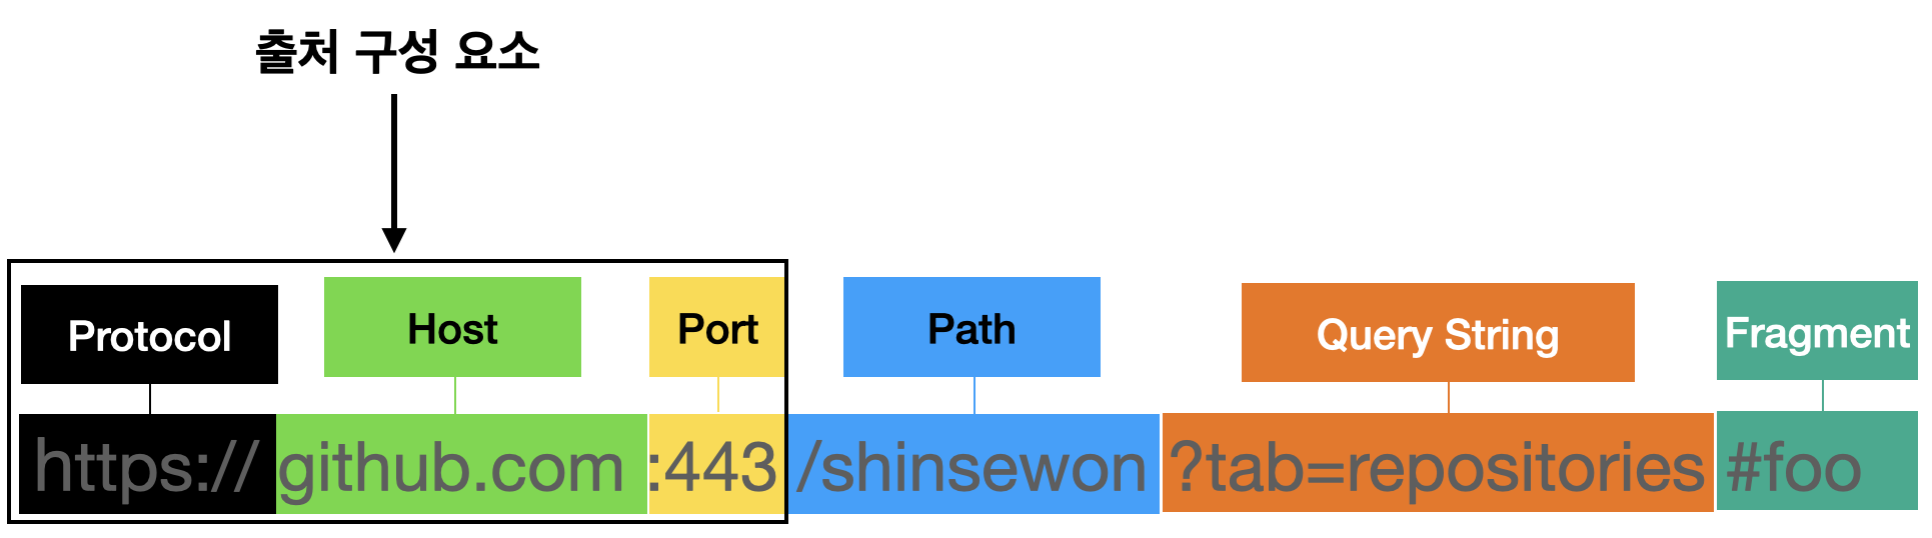 출처 구성 요소
Protocol Host Port Path Query String Fragment
https:// github.com :443 /shinsewon ?tab=repositories #foo